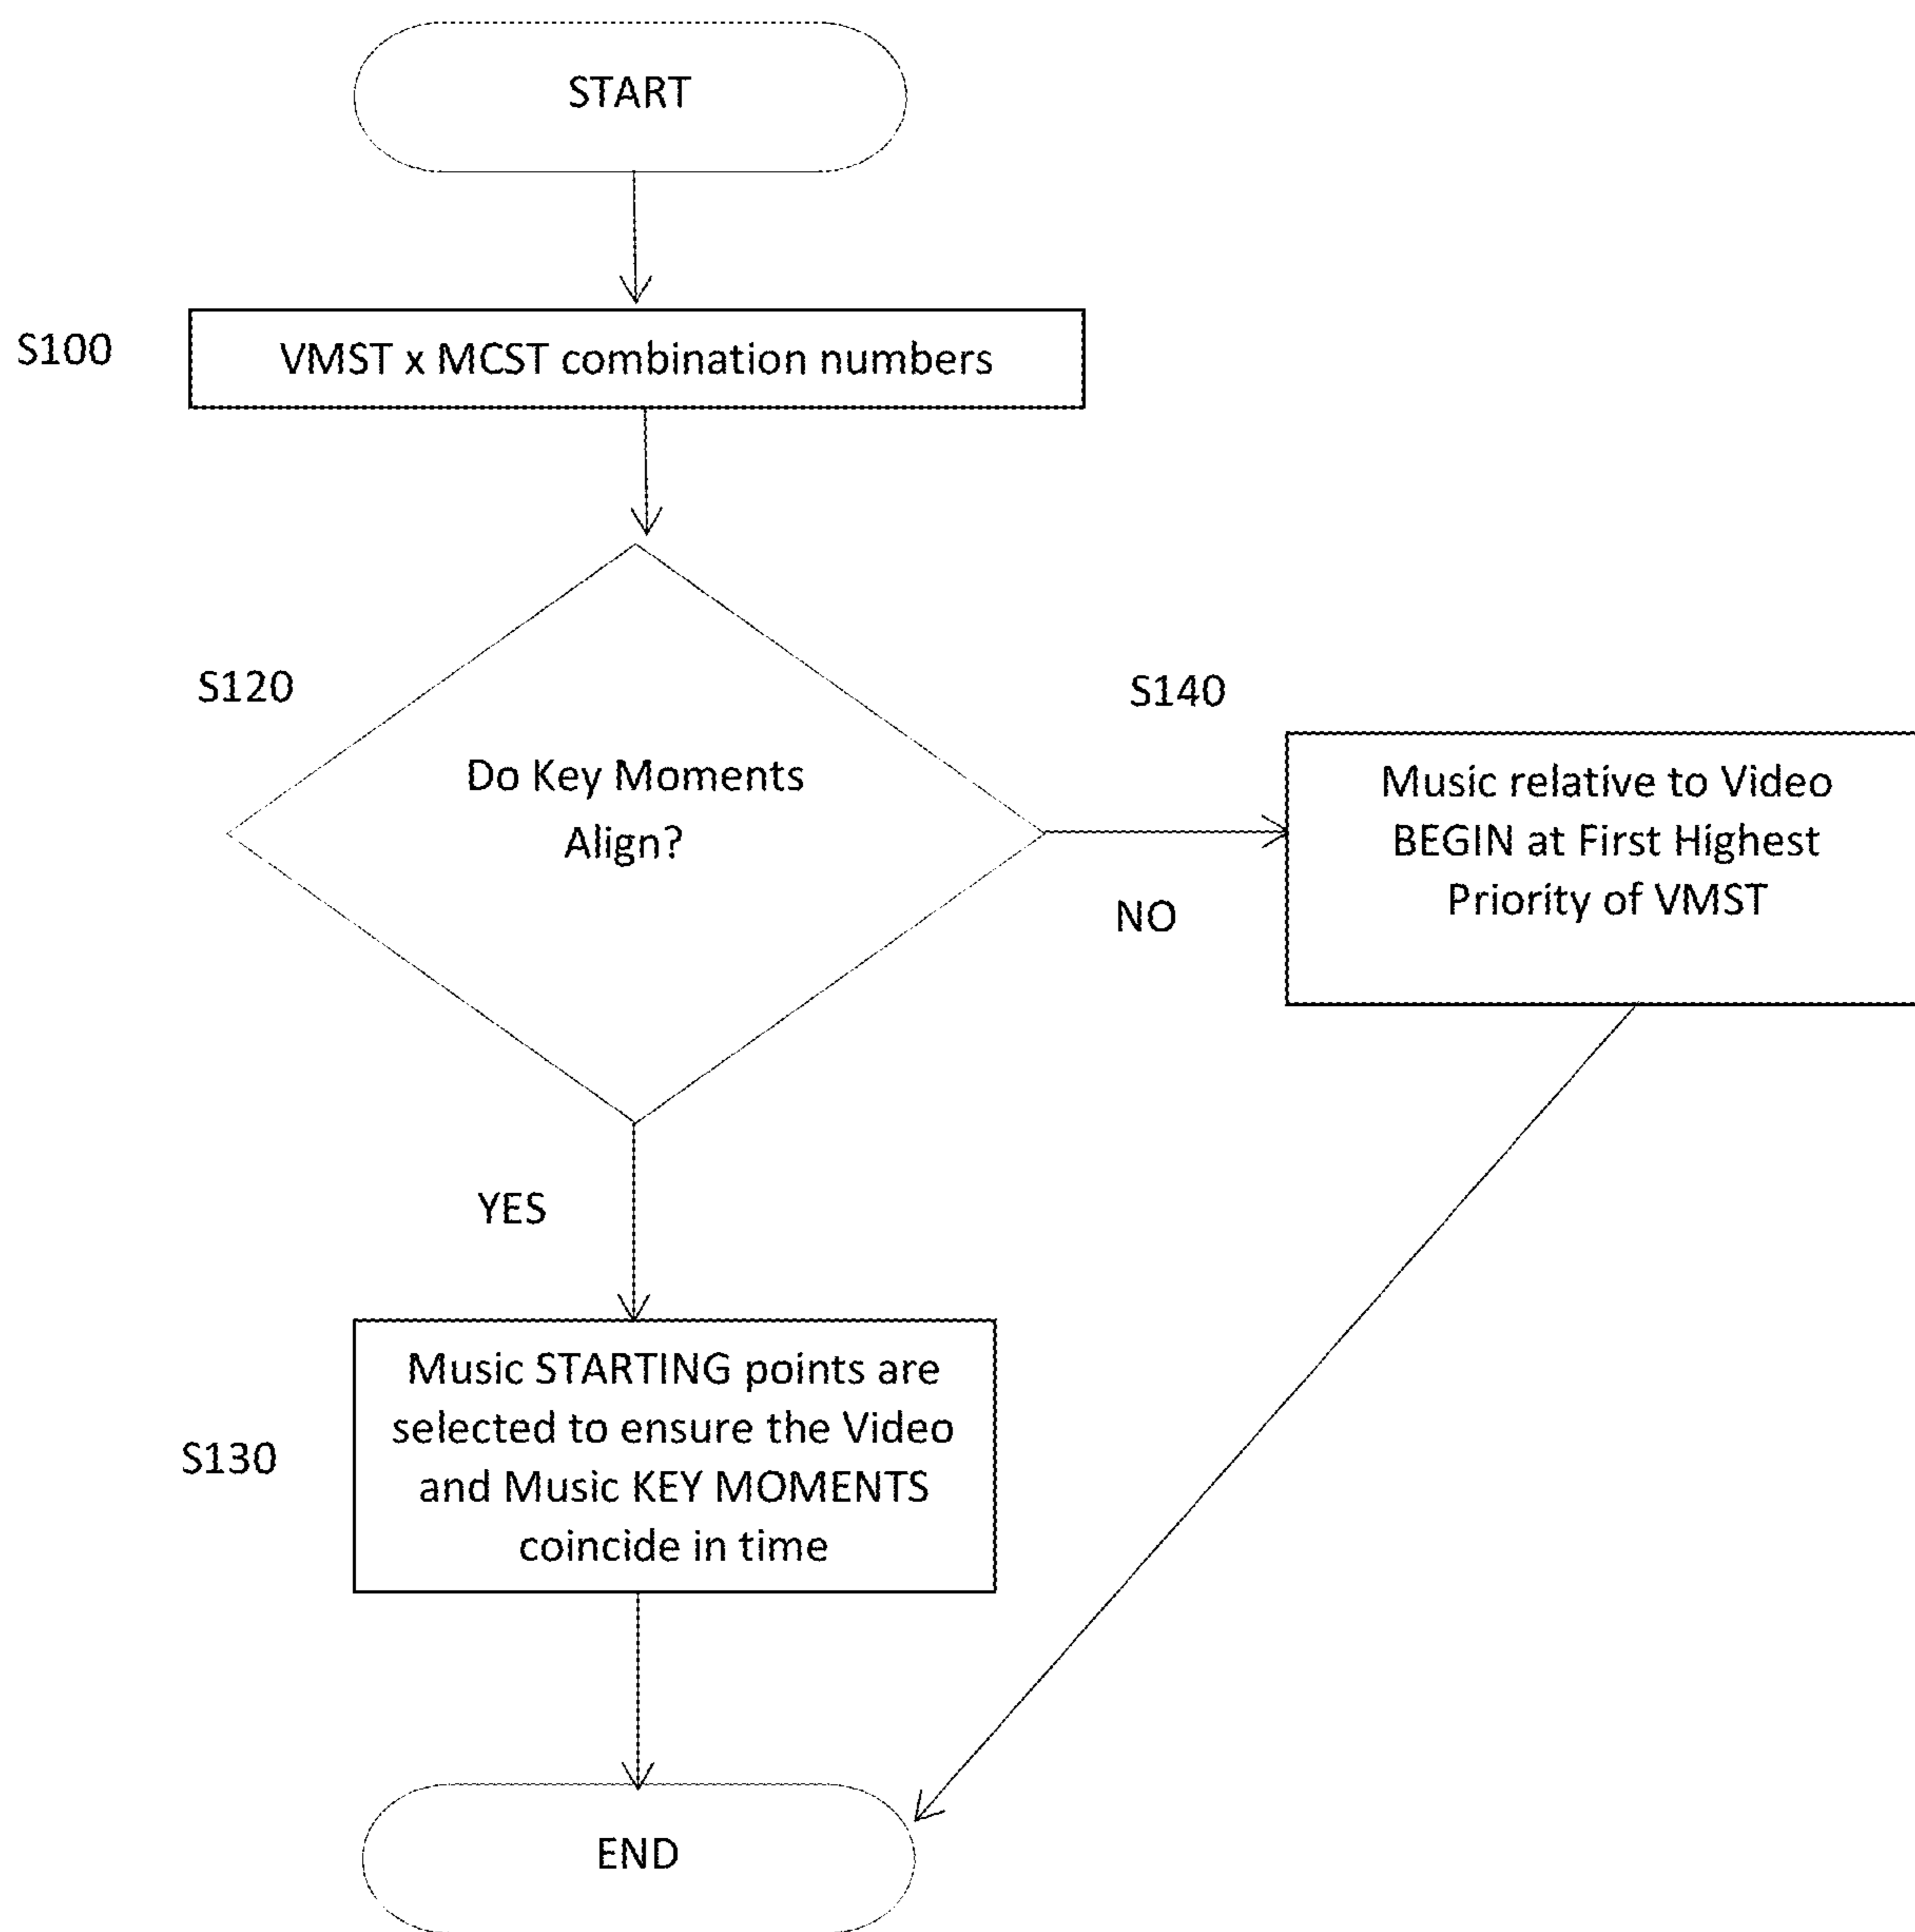 START
S100
VMST x MCST combination numbers
S120
Do Key Moments
Align?
S140
Music relative to Video
BEGIN at First Highest
Priority of VMST
NO
YES
S130
Music STARTING points are
selected to ensure the Video
and Music KEY MOMENTS
coincide in time
END